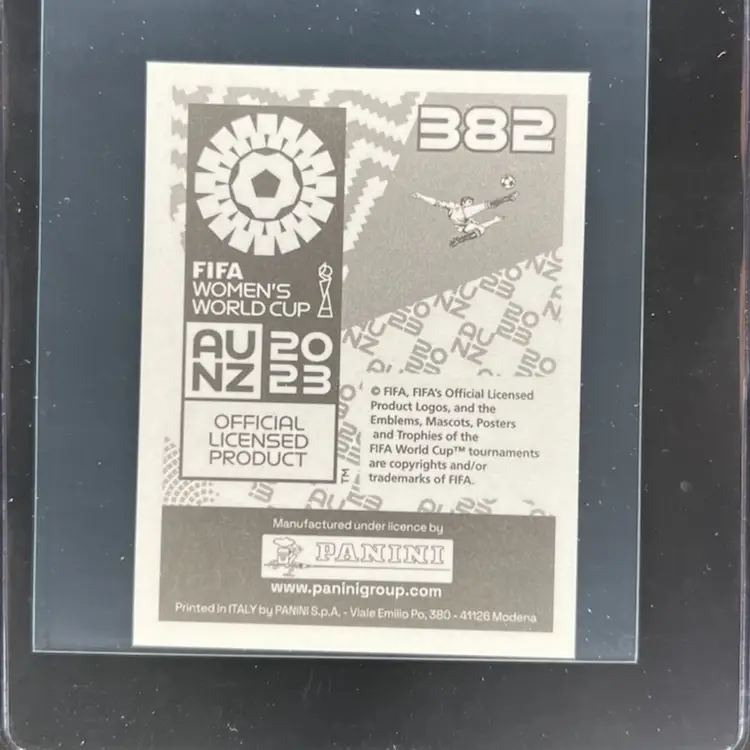 382
FIFA
WOMEN'S
WORLD CUP
AU 20
NZ 23
OFFICIAL
LICENSED
PRODUCT
TM
© FIFA, FIFA's Official Licensed
Product Logos, and the
Emblems, Mascots, Posters
and Trophies of the
FIFA World Cup™ tournaments
are copyrights and/or
trademarks of FIFA.
Manufactured under licence by
PANINI
www.paninigroup.com
Printed in ITALY by PANINI S.p.A. - Viale Emilio Po, 380 - 41126 Modena